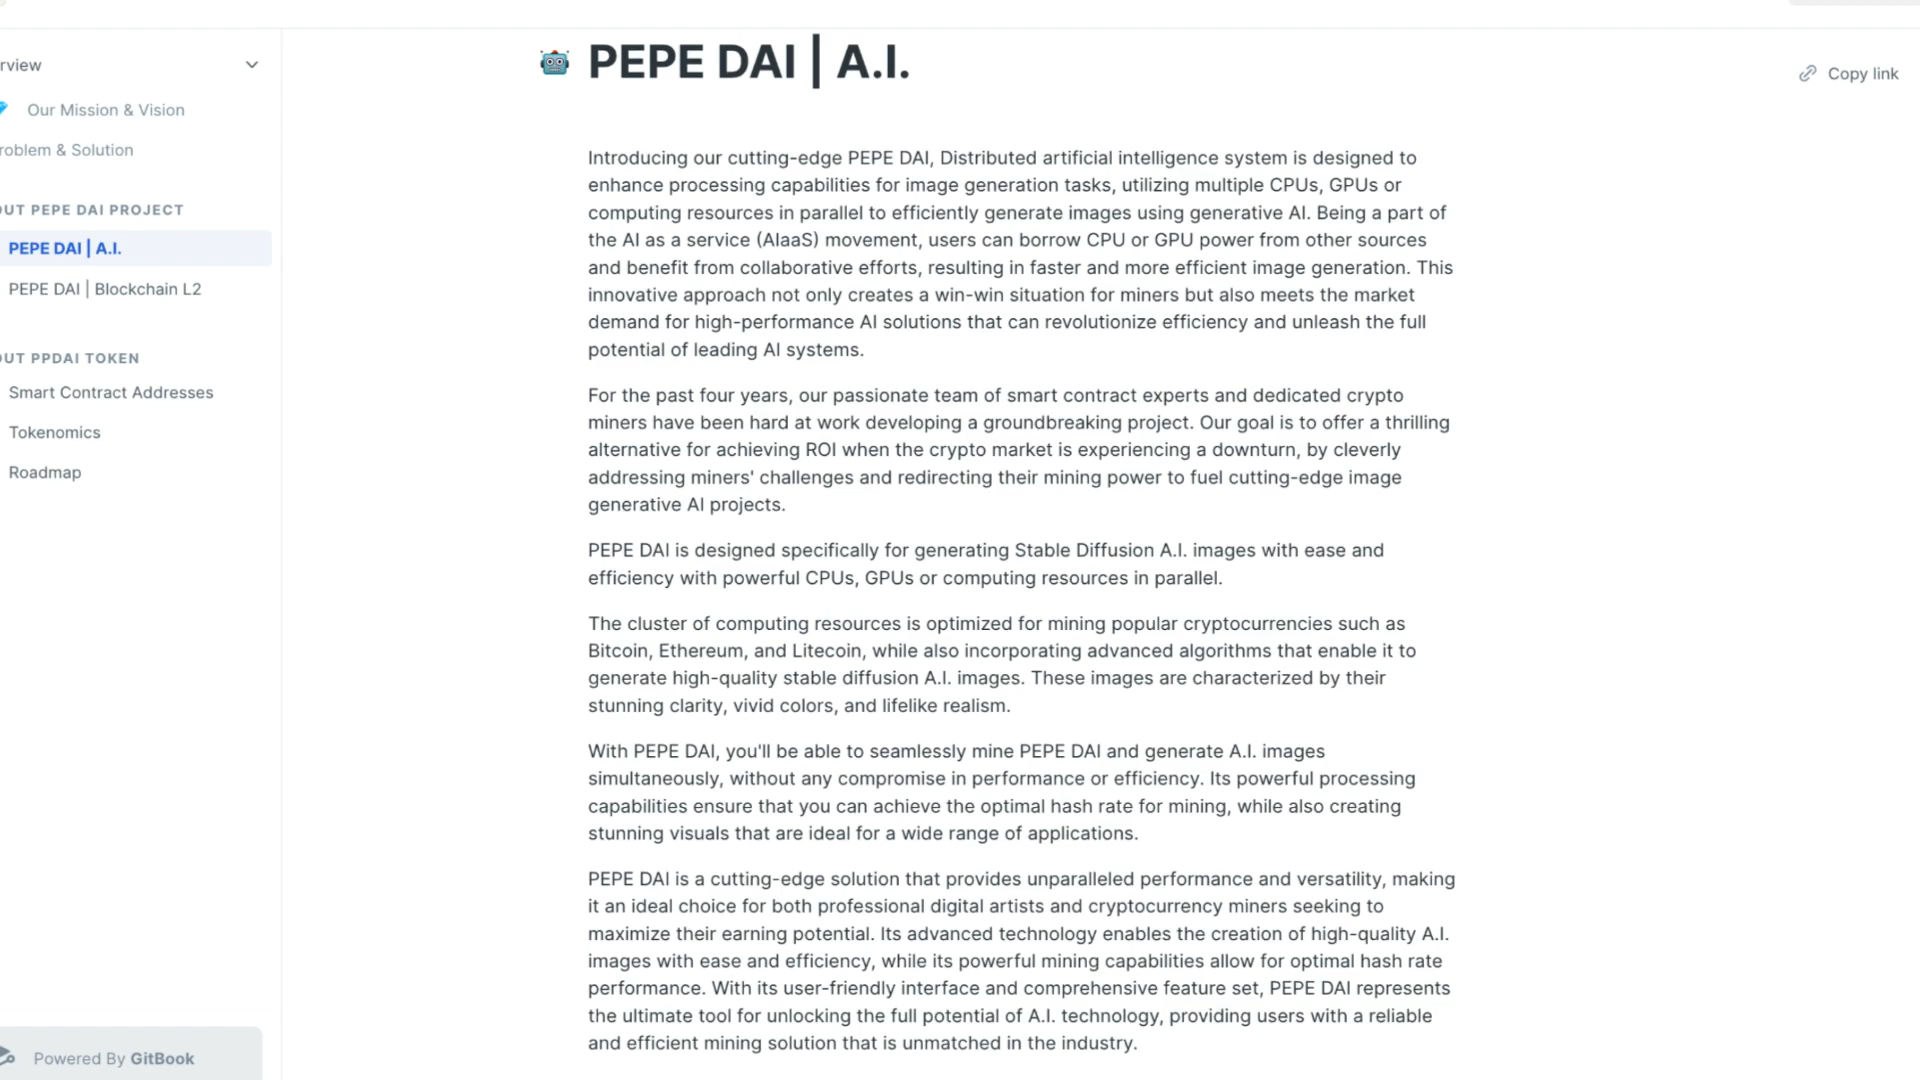 PEPE DAI | A.I.
Copy link
rview
Our Mission & Vision
roblem & Solution
OUT PEPE DAI PROJECT
PEPE DAI | A.I.
PEPE DAI | Blockchain L2
OUT PPDAI TOKEN
Smart Contract Addresses
Tokenomics
Roadmap
Powered By GitBook
Introducing our cutting-edge PEPE DAI, Distributed artificial intelligence system is designed to
enhance processing capabilities for image generation tasks, utilizing multiple CPUs, GPUs or
computing resources in parallel to efficiently generate images using generative AI. Being a part of
the AI as a service (AIaaS) movement, users can borrow CPU or GPU power from other sources
and benefit from collaborative efforts, resulting in faster and more efficient image generation. This
innovative approach not only creates a win-win situation for miners but also meets the market
demand for high-performance AI solutions that can revolutionize efficiency and unleash the full
potential of leading AI systems.
For the past four years, our passionate team of smart contract experts and dedicated crypto
miners have been hard at work developing a groundbreaking project. Our goal is to offer a thrilling
alternative for achieving ROI when the crypto market is experiencing a downturn, by cleverly
addressing miners' challenges and redirecting their mining power to fuel cutting-edge image
generative AI projects.
PEPE DAI is designed specifically for generating Stable Diffusion A.I. images with ease and
efficiency with powerful CPUs, GPUs or computing resources in parallel.
The cluster of computing resources is optimized for mining popular cryptocurrencies such as
Bitcoin, Ethereum, and Litecoin, while also incorporating advanced algorithms that enable it to
generate high-quality stable diffusion A.I. images. These images are characterized by their
stunning clarity, vivid colors, and lifelike realism.
With PEPE DAI, you'll be able to seamlessly mine PEPE DAI and generate A.I. images
simultaneously, without any compromise in performance or efficiency. Its powerful processing
capabilities ensure that you can achieve the optimal hash rate for mining, while also creating
stunning visuals that are ideal for a wide range of applications.
PEPE DAI is a cutting-edge solution that provides unparalleled performance and versatility, making
it an ideal choice for both professional digital artists and cryptocurrency miners seeking to
maximize their earning potential. Its advanced technology enables the creation of high-quality A.I.
images with ease and efficiency, while its powerful mining capabilities allow for optimal hash rate
performance. With its user-friendly interface and comprehensive feature set, PEPE DAI represents
the ultimate tool for unlocking the full potential of A.I. technology, providing users with a reliable
and efficient mining solution that is unmatched in the industry.